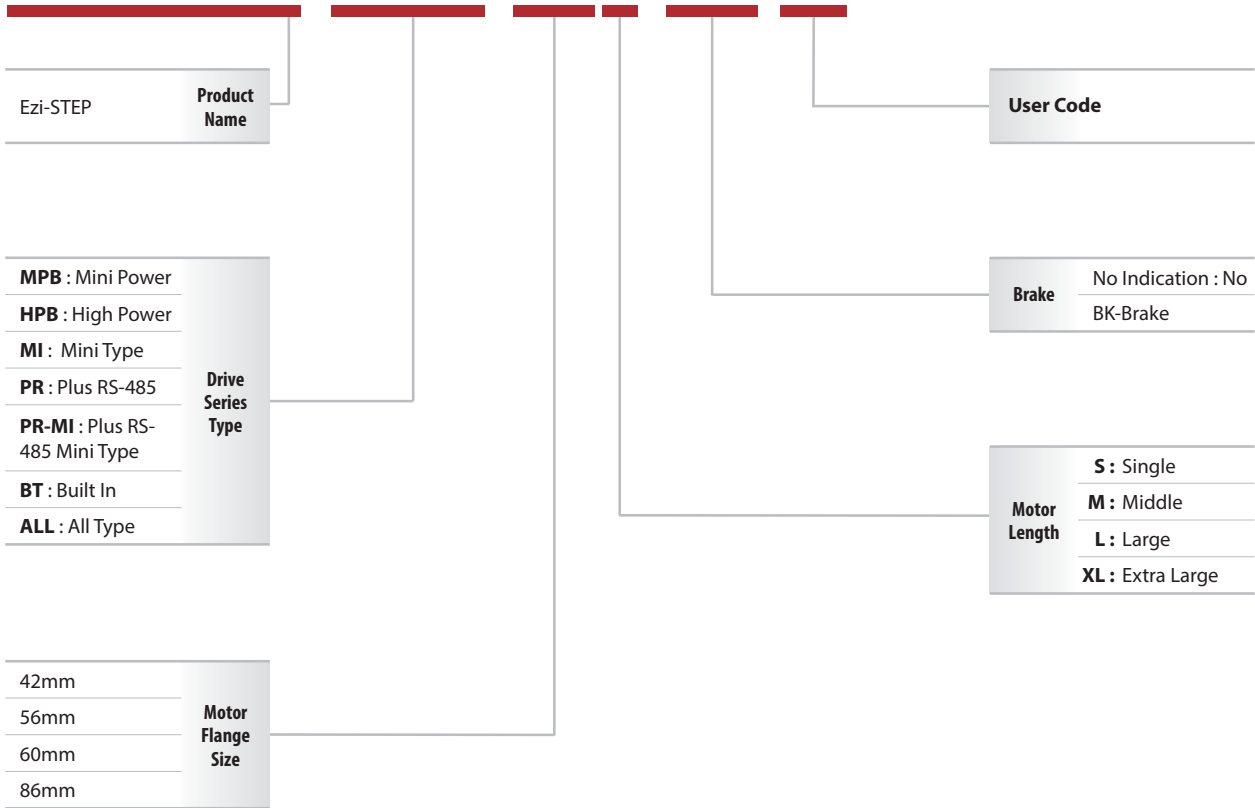 Ezi-STEP
Product
Name
MPB : Mini Power
HPB : High Power
MI : Mini Type
PR : Plus RS-485
PR-MI : Plus RS-
485 Mini Type
BT : Built In
ALL : All Type
Drive
Series
Type
42mm
56mm
60mm
86mm
Motor
Flange
Size
User Code
Brake
No Indication : No
BK-Brake
Motor
Length
S : Single
M : Middle
L : Large
XL : Extra Large